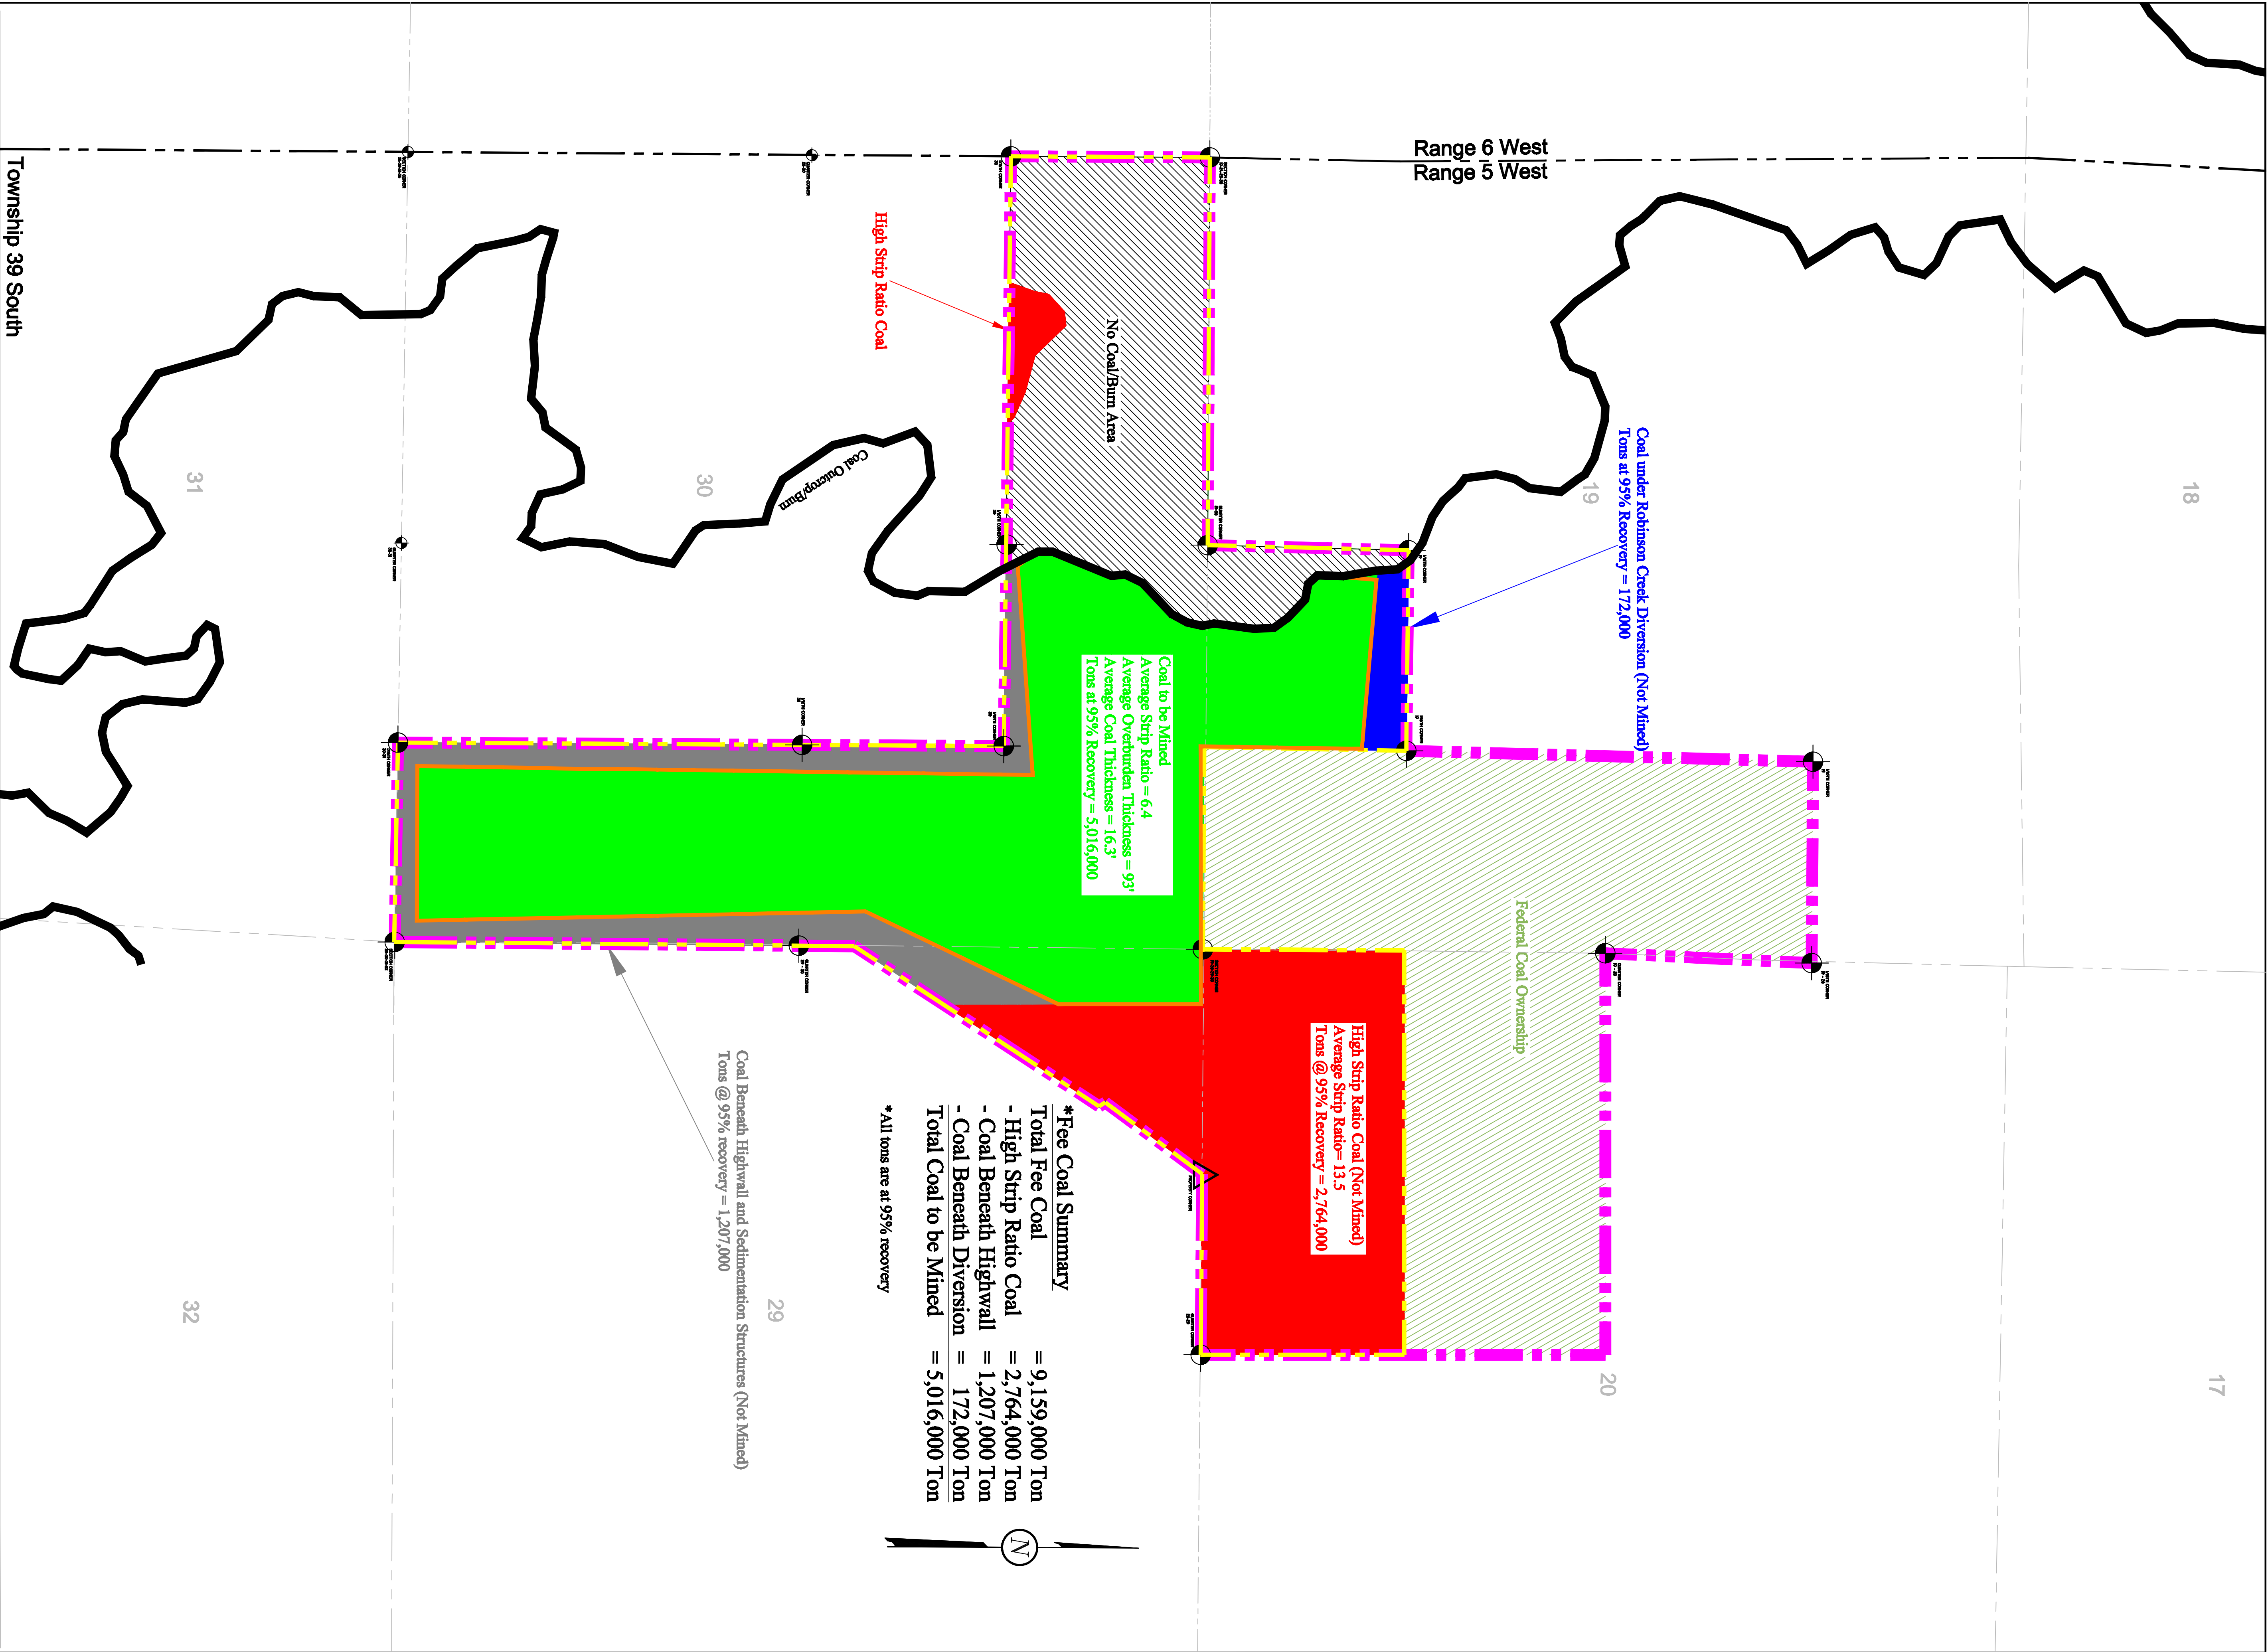 Range 6 West
Range 5 West
Township 39 South
18
17
19
20
30
29
31
32
Coal under Robinson Creek Diversion (Not Mined)
Tons at 95% Recovery = 172,000
No Coal/Burn Area
High Strip Ratio Coal
Coal Outcrop/Burn
Federal Coal Ownership
Coal to be Mined
Average Strip Ratio = 6.4
Average Overburden Thickness = 93'
Average Coal Thickness = 16.3'
Tons at 95% Recovery = 5,016,000
High Strip Ratio Coal (Not Mined)
Average Strip Ratio= 13.5
Tons @ 95% Recovery = 2,764,000
*Fee Coal Summary
Total Fee Coal = 9,159,000 Ton
- High Strip Ratio Coal = 2,764,000 Ton
- Coal Beneath Highwall = 1,207,000 Ton
- Coal Beneath Diversion = 172,000 Ton
Total Coal to be Mined = 5,016,000 Ton
*All tons are at 95% recovery
Coal Beneath Highwall and Sedimentation Structures (Not Mined)
Tons @ 95% recovery = 1,207,000
N
SECTION CORNER
QUARTER CORNER
PROPERTY CORNER